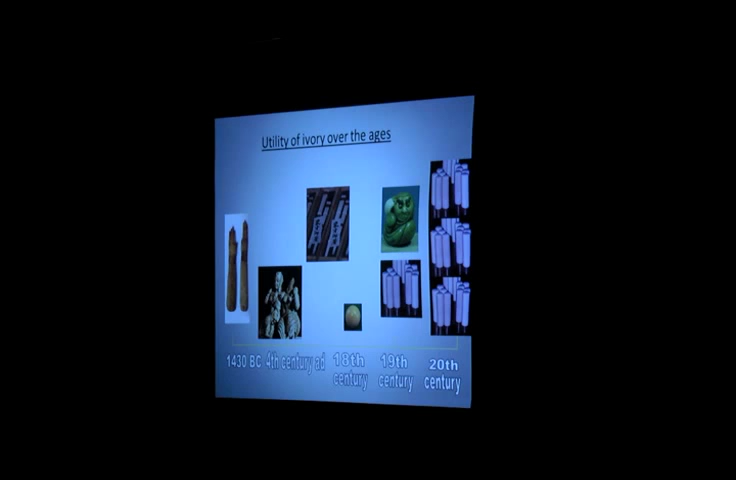 Utility of ivory over the ages
1430 BC 4th century ad 18th century 19th century 20th century